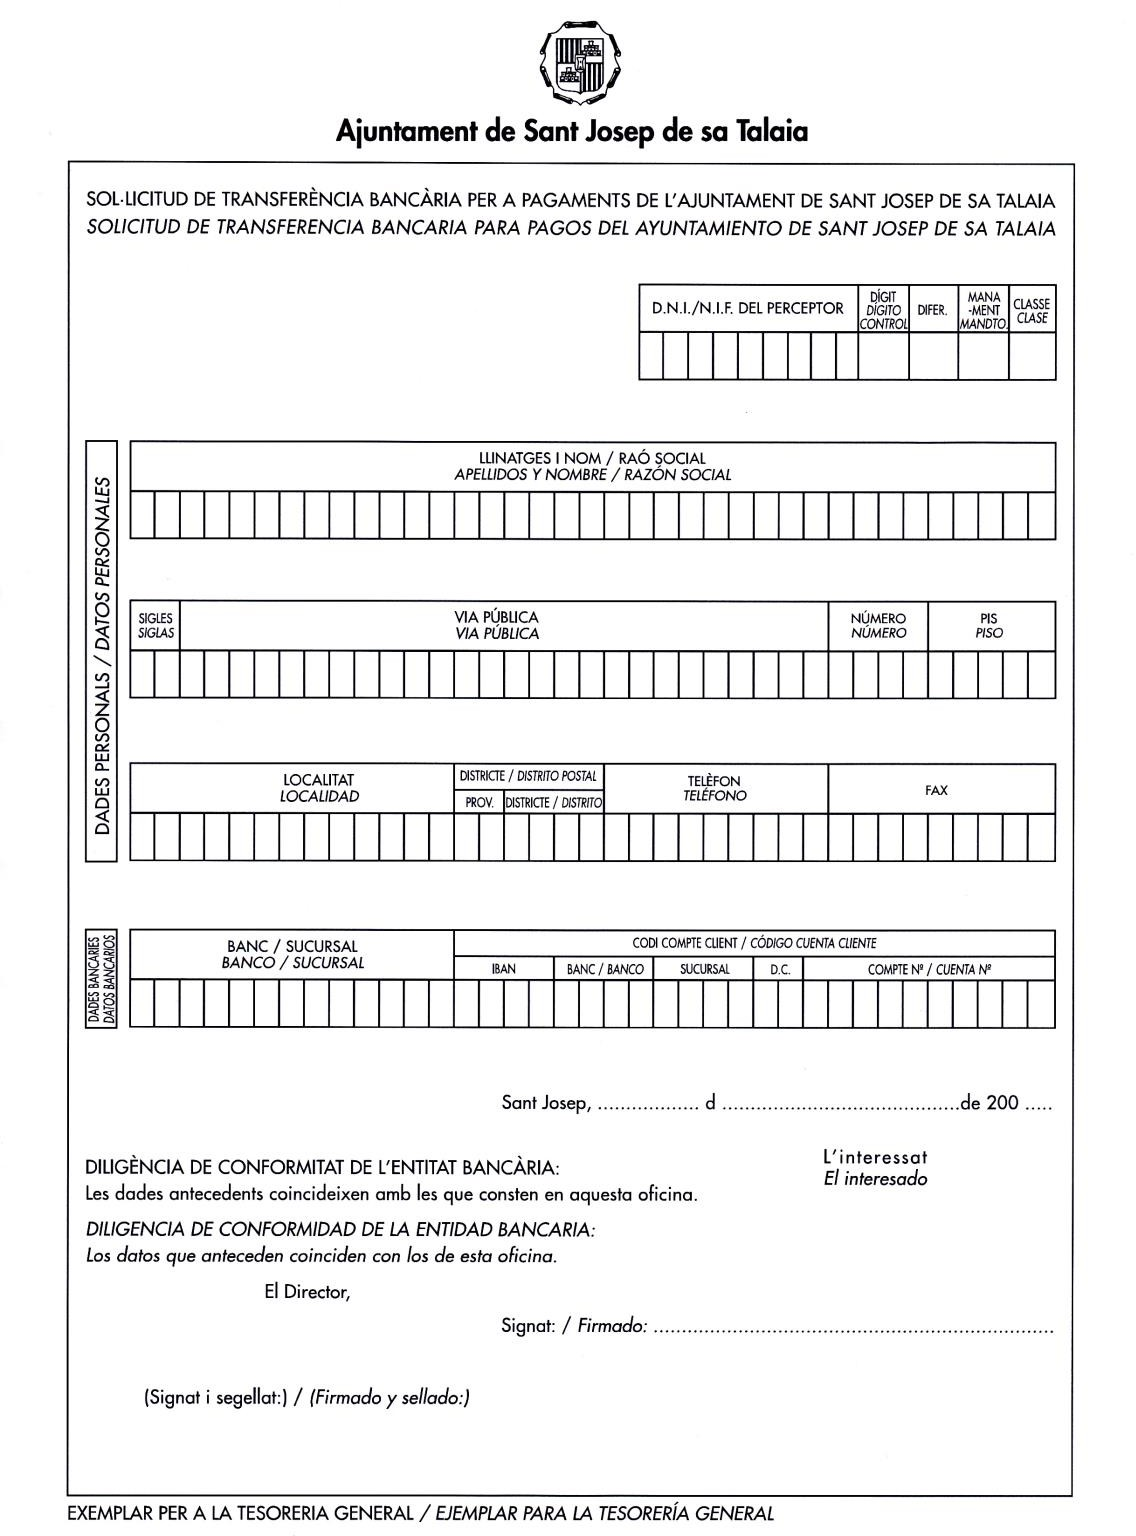 Ajuntament de Sant Josep de sa Talaia
SOL·LICITUD DE TRANSFERÈNCIA BANCÀRIA PER A PAGAMENTS DE L'AJUNTAMENT DE SANT JOSEP DE SA TALAIA
SOLICITUD DE TRANSFERENCIA BANCARIA PARA PAGOS DEL AYUNTAMIENTO DE SANT JOSEP DE SA TALAIA
D.N.I./N.I.F. DEL PERCEPTOR
DÍGIT
DÍGITO
CONTROL
DIFER.
MANA
-MENT
MANDTO.
CLASSE
CLASE
DADES PERSONALS / DATOS PERSONALES
LLINATGES I NOM / RAÓ SOCIAL
APELLIDOS Y NOMBRE / RAZÓN SOCIAL
SIGLES
SIGLAS
VIA PÚBLICA
VIA PÚBLICA
NÚMERO
NÚMERO
PIS
PISO
LOCALITAT
LOCALIDAD
DISTRICTE / DISTRITO POSTAL
PROV.
DISTRICTE / DISTRITO
TELÈFON
TELÉFONO
FAX
DADES BANCARIES
DATOS BANCARIOS
BANC / SUCURSAL
BANCO / SUCURSAL
CODI COMPTE CLIENT / CÓDIGO CUENTA CLIENTE
IBAN
BANC / BANCO
SUCURSAL
D.C.
COMPTE Nº / CUENTA Nº
Sant Josep, .................. d ..........................................de 200 .....
L'interessat
El interesado
DILIGÈNCIA DE CONFORMITAT DE L'ENTITAT BANCÀRIA:
Les dades antecedents coincideixen amb les que consten en aquesta oficina.
DILIGENCIA DE CONFORMIDAD DE LA ENTIDAD BANCARIA:
Los datos que anteceden coinciden con los de esta oficina.
El Director,
Signat: / Firmado: .......................................................................
(Signat i segellat:) / (Firmado y sellado:)
EXEMPLAR PER A LA TESORERIA GENERAL / EJEMPLAR PARA LA TESORERÍA GENERAL